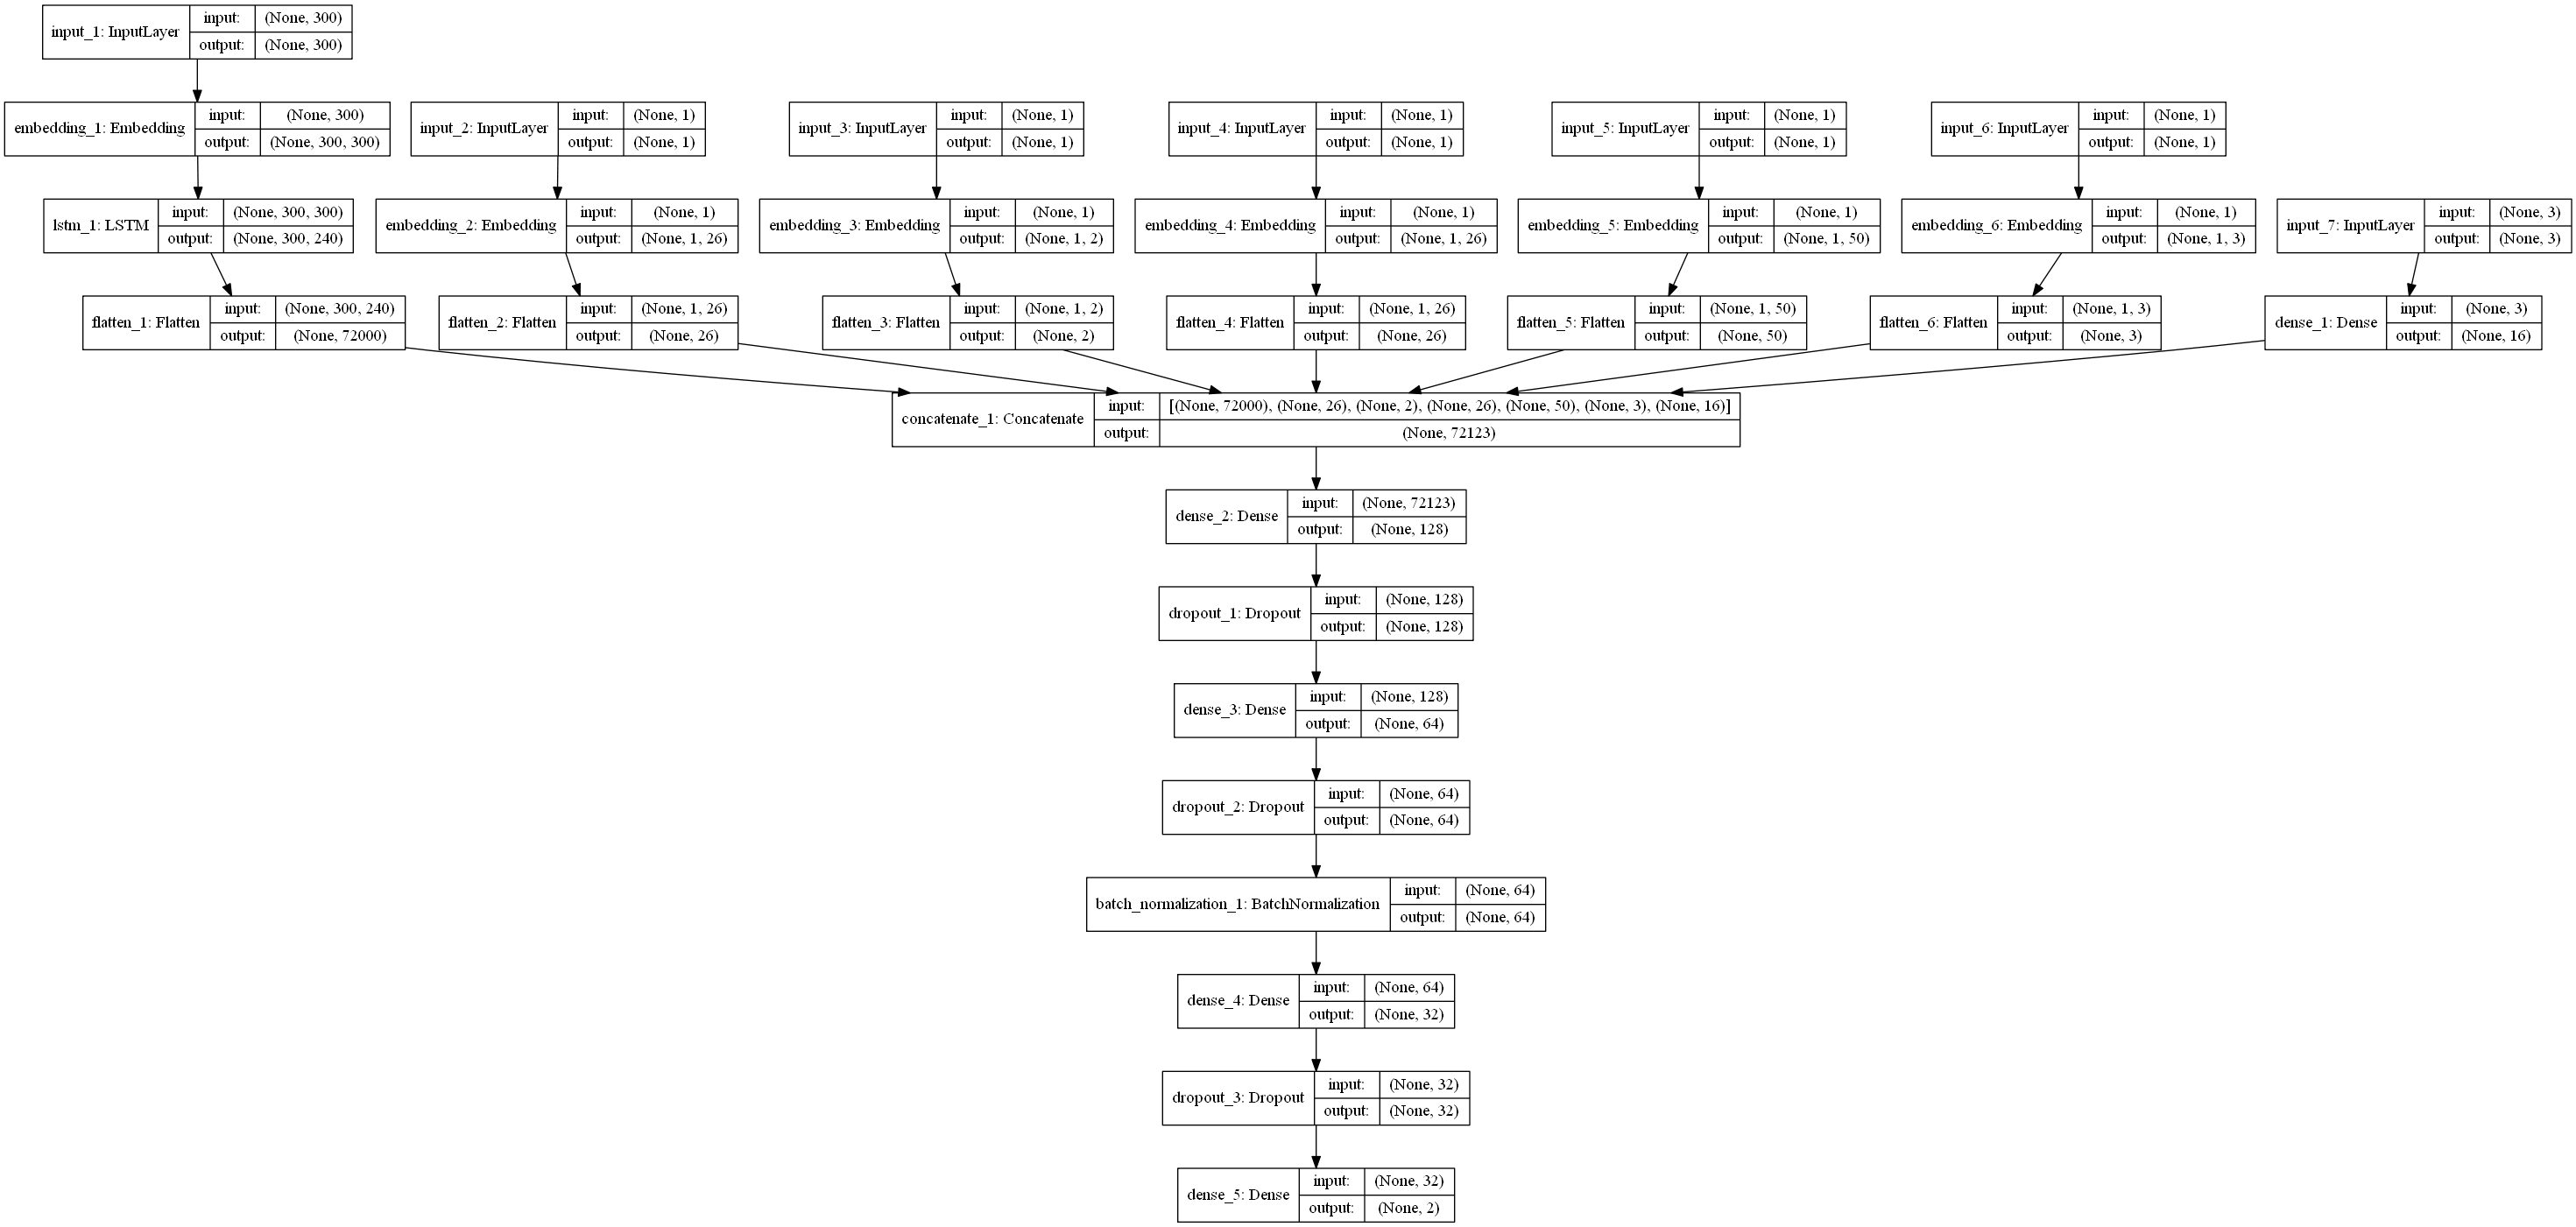 input_1: InputLayer
input: (None, 300)
output: (None, 300)
embedding_1: Embedding
input: (None, 300)
output: (None, 300, 300)
input_2: InputLayer
input: (None, 1)
output: (None, 1)
input_3: InputLayer
input: (None, 1)
output: (None, 1)
input_4: InputLayer
input: (None, 1)
output: (None, 1)
input_5: InputLayer
input: (None, 1)
output: (None, 1)
input_6: InputLayer
input: (None, 1)
output: (None, 1)
lstm_1: LSTM
input: (None, 300, 300)
output: (None, 300, 240)
embedding_2: Embedding
input: (None, 1)
output: (None, 1, 26)
embedding_3: Embedding
input: (None, 1)
output: (None, 1, 2)
embedding_4: Embedding
input: (None, 1)
output: (None, 1, 26)
embedding_5: Embedding
input: (None, 1)
output: (None, 1, 50)
embedding_6: Embedding
input: (None, 1)
output: (None, 1, 3)
input_7: InputLayer
input: (None, 3)
output: (None, 3)
flatten_1: Flatten
input: (None, 300, 240)
output: (None, 72000)
flatten_2: Flatten
input: (None, 1, 26)
output: (None, 26)
flatten_3: Flatten
input: (None, 1, 2)
output: (None, 2)
flatten_4: Flatten
input: (None, 1, 26)
output: (None, 26)
flatten_5: Flatten
input: (None, 1, 50)
output: (None, 50)
flatten_6: Flatten
input: (None, 1, 3)
output: (None, 3)
dense_1: Dense
input: (None, 3)
output: (None, 16)
concatenate_1: Concatenate
input: [(None, 72000), (None, 26), (None, 2), (None, 26), (None, 50), (None, 3), (None, 16)]
output: (None, 72123)
dense_2: Dense
input: (None, 72123)
output: (None, 128)
dropout_1: Dropout
input: (None, 128)
output: (None, 128)
dense_3: Dense
input: (None, 128)
output: (None, 64)
dropout_2: Dropout
input: (None, 64)
output: (None, 64)
batch_normalization_1: BatchNormalization
input: (None, 64)
output: (None, 64)
dense_4: Dense
input: (None, 64)
output: (None, 32)
dropout_3: Dropout
input: (None, 32)
output: (None, 32)
dense_5: Dense
input: (None, 32)
output: (None, 2)